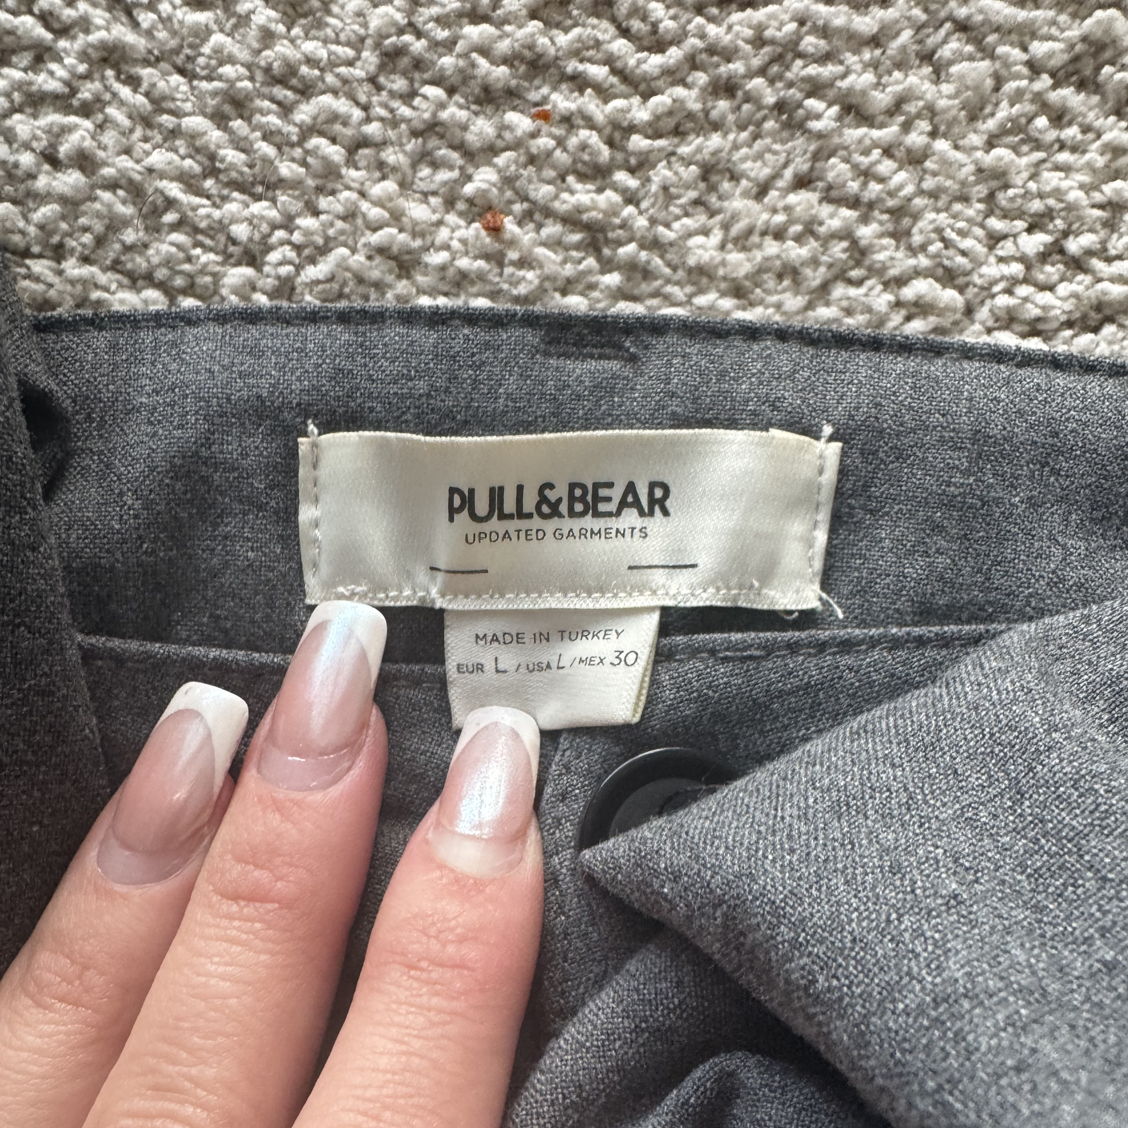 PULL&BEAR
UPDATED GARMENTS
MADE IN TURKEY
EUR L / USA L / MEX 30